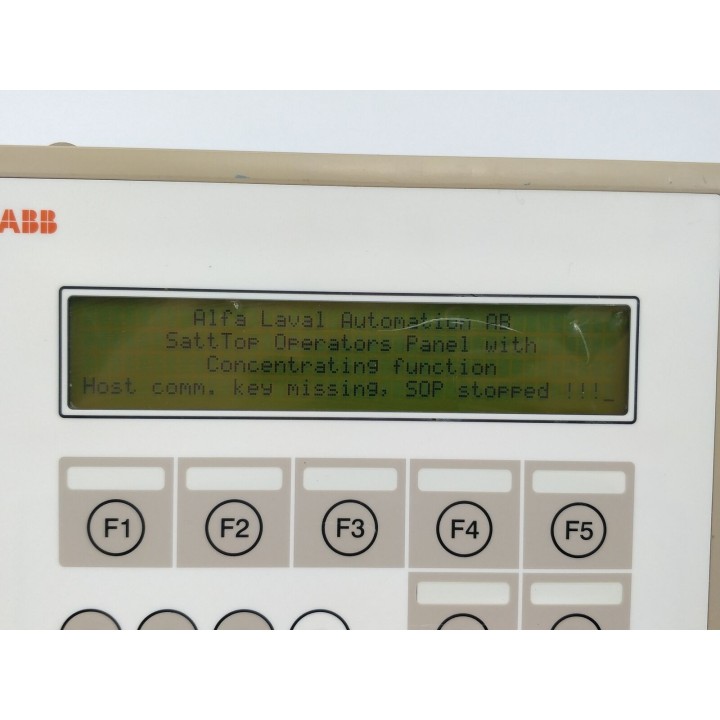 ABB
Alfa Laval Automation AB
SattTop Operators Panel with
Concentrating function
Host comm. key missing, SOP stopped !!!_
F1 F2 F3 F4 F5